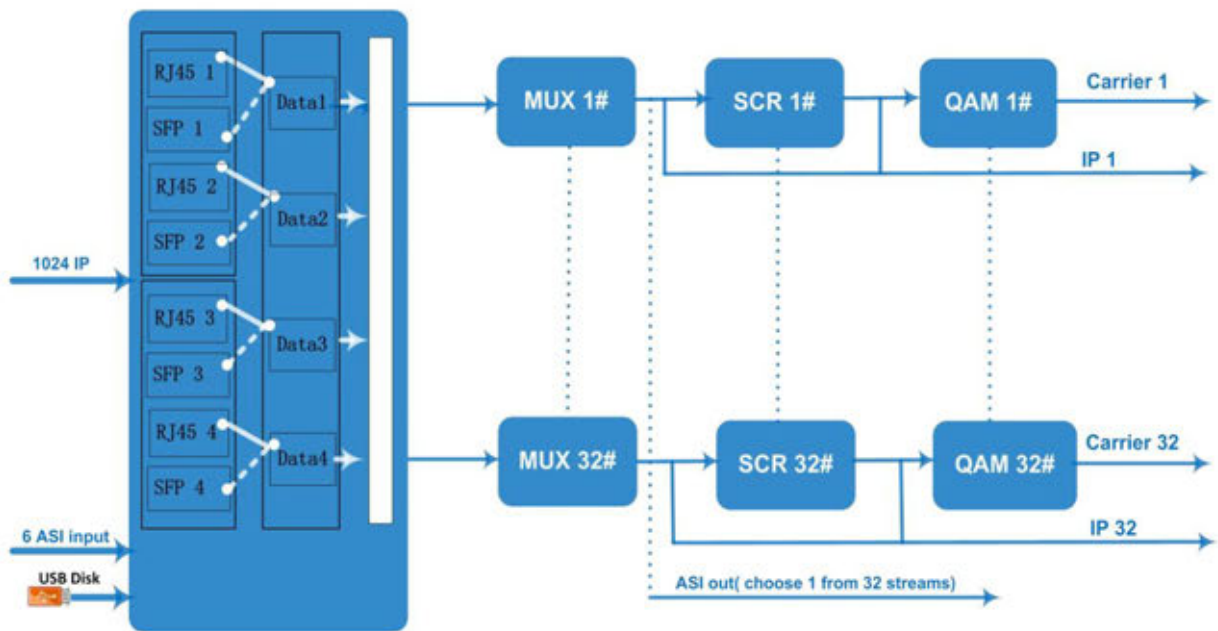 1024 IP
6 ASI input
USB Disk
RJ45 1
SFP 1
RJ45 2
SFP 2
RJ45 3
SFP 3
RJ45 4
SFP 4
Data1
Data2
Data3
Data4
MUX 1#
SCR 1#
QAM 1#
Carrier 1
IP 1
MUX 32#
SCR 32#
QAM 32#
Carrier 32
IP 32
ASI out( choose 1 from 32 streams)